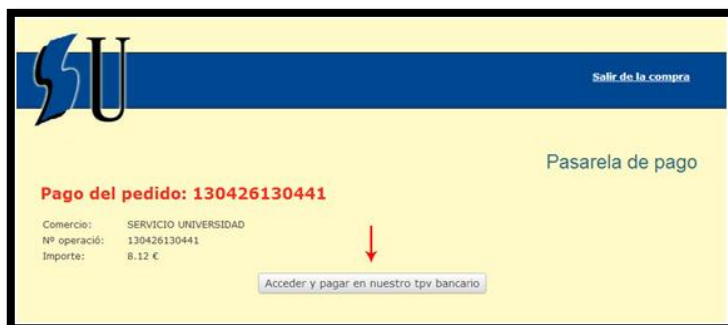 SU
Salir de la compra
Pasarela de pago
Pago del pedido: 130426130441
Comercio: SERVICIO UNIVERSIDAD
Nº operació: 130426130441
Importe: 8.12 €
Acceder y pagar en nuestro tpv bancario